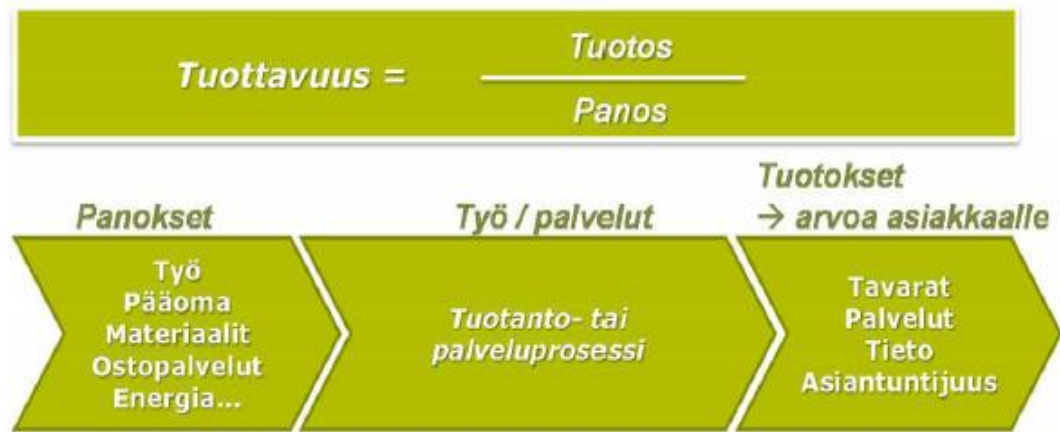 Tuottavuus =
Tuotos
Panos
Panokset
Työ / palvelut
Tuotokset
→ arvoa asiakkaalle
Työ
Pääoma
Materiaalit
Ostopalvelut
Energia...
Tuotanto- tai
palveluprosessi
Tavarat
Palvelut
Tieto
Asiantuntijuus